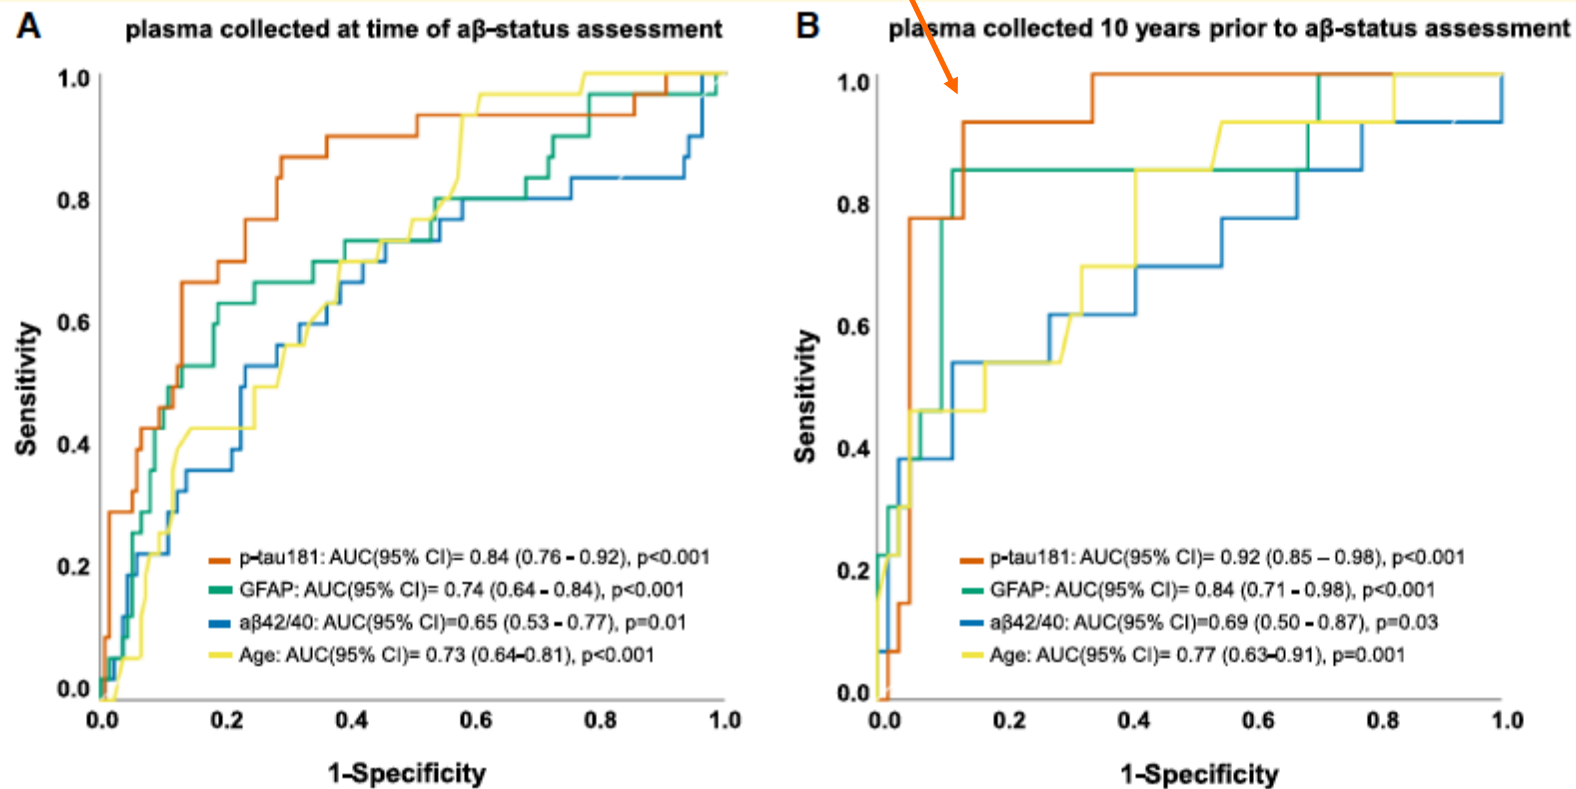 A plasma collected at time of aβ-status assessment
1.0
0.8
0.6
0.4
0.2
0.0
Sensitivity
p-tau181: AUC(95% CI)= 0.84 (0.76 - 0.92), p<0.001
GFAP: AUC(95% CI)= 0.74 (0.64 - 0.84), p<0.001
aβ42/40: AUC(95% CI)=0.65 (0.53 - 0.77), p=0.01
Age: AUC(95% CI)= 0.73 (0.64–0.81), p<0.001
0.0 0.2 0.4 0.6 0.8 1.0
1-Specificity
B plasma collected 10 years prior to aβ-status assessment
1.0
0.8
0.6
0.4
0.2
0.0
Sensitivity
p-tau181: AUC(95% CI)= 0.92 (0.85 – 0.98), p<0.001
GFAP: AUC(95% CI)= 0.84 (0.71 - 0.98), p<0.001
aβ42/40: AUC(95% CI)=0.69 (0.50 - 0.87), p=0.03
Age: AUC(95% CI)= 0.77 (0.63–0.91), p=0.001
0.0 0.2 0.4 0.6 0.8 1.0
1-Specificity